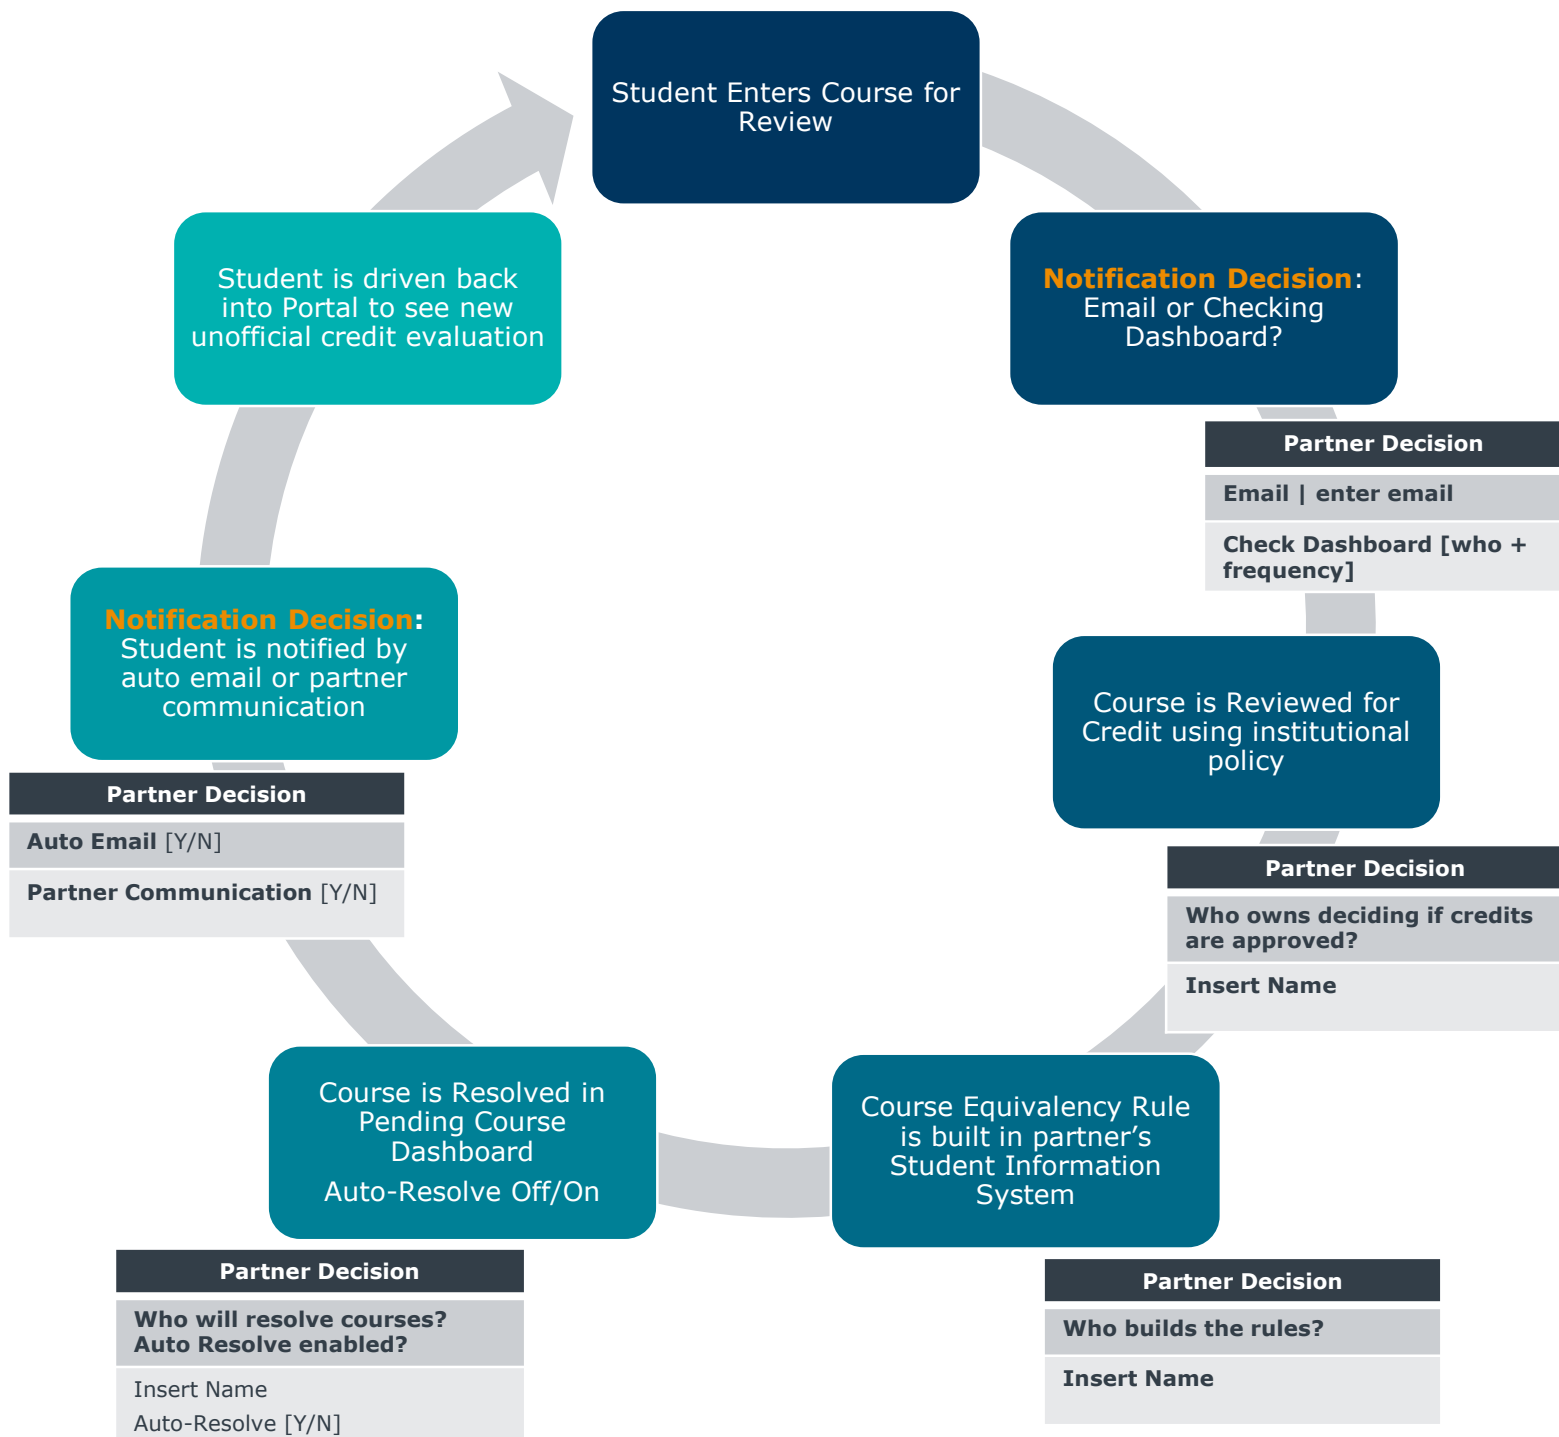 Student Enters Course for
Review
Notification Decision:
Email or Checking
Dashboard?
Partner Decision
Email | enter email
Check Dashboard [who +
frequency]
Course is Reviewed for
Credit using institutional
policy
Partner Decision
Who owns deciding if credits
are approved?
Insert Name
Course Equivalency Rule
is built in partner’s
Student Information
System
Partner Decision
Who builds the rules?
Insert Name
Course is Resolved in
Pending Course
Dashboard
Auto-Resolve Off/On
Partner Decision
Who will resolve courses?
Auto Resolve enabled?
Insert Name
Auto-Resolve [Y/N]
Notification Decision:
Student is notified by
auto email or partner
communication
Partner Decision
Auto Email [Y/N]
Partner Communication [Y/N]
Student is driven back
into Portal to see new
unofficial credit evaluation